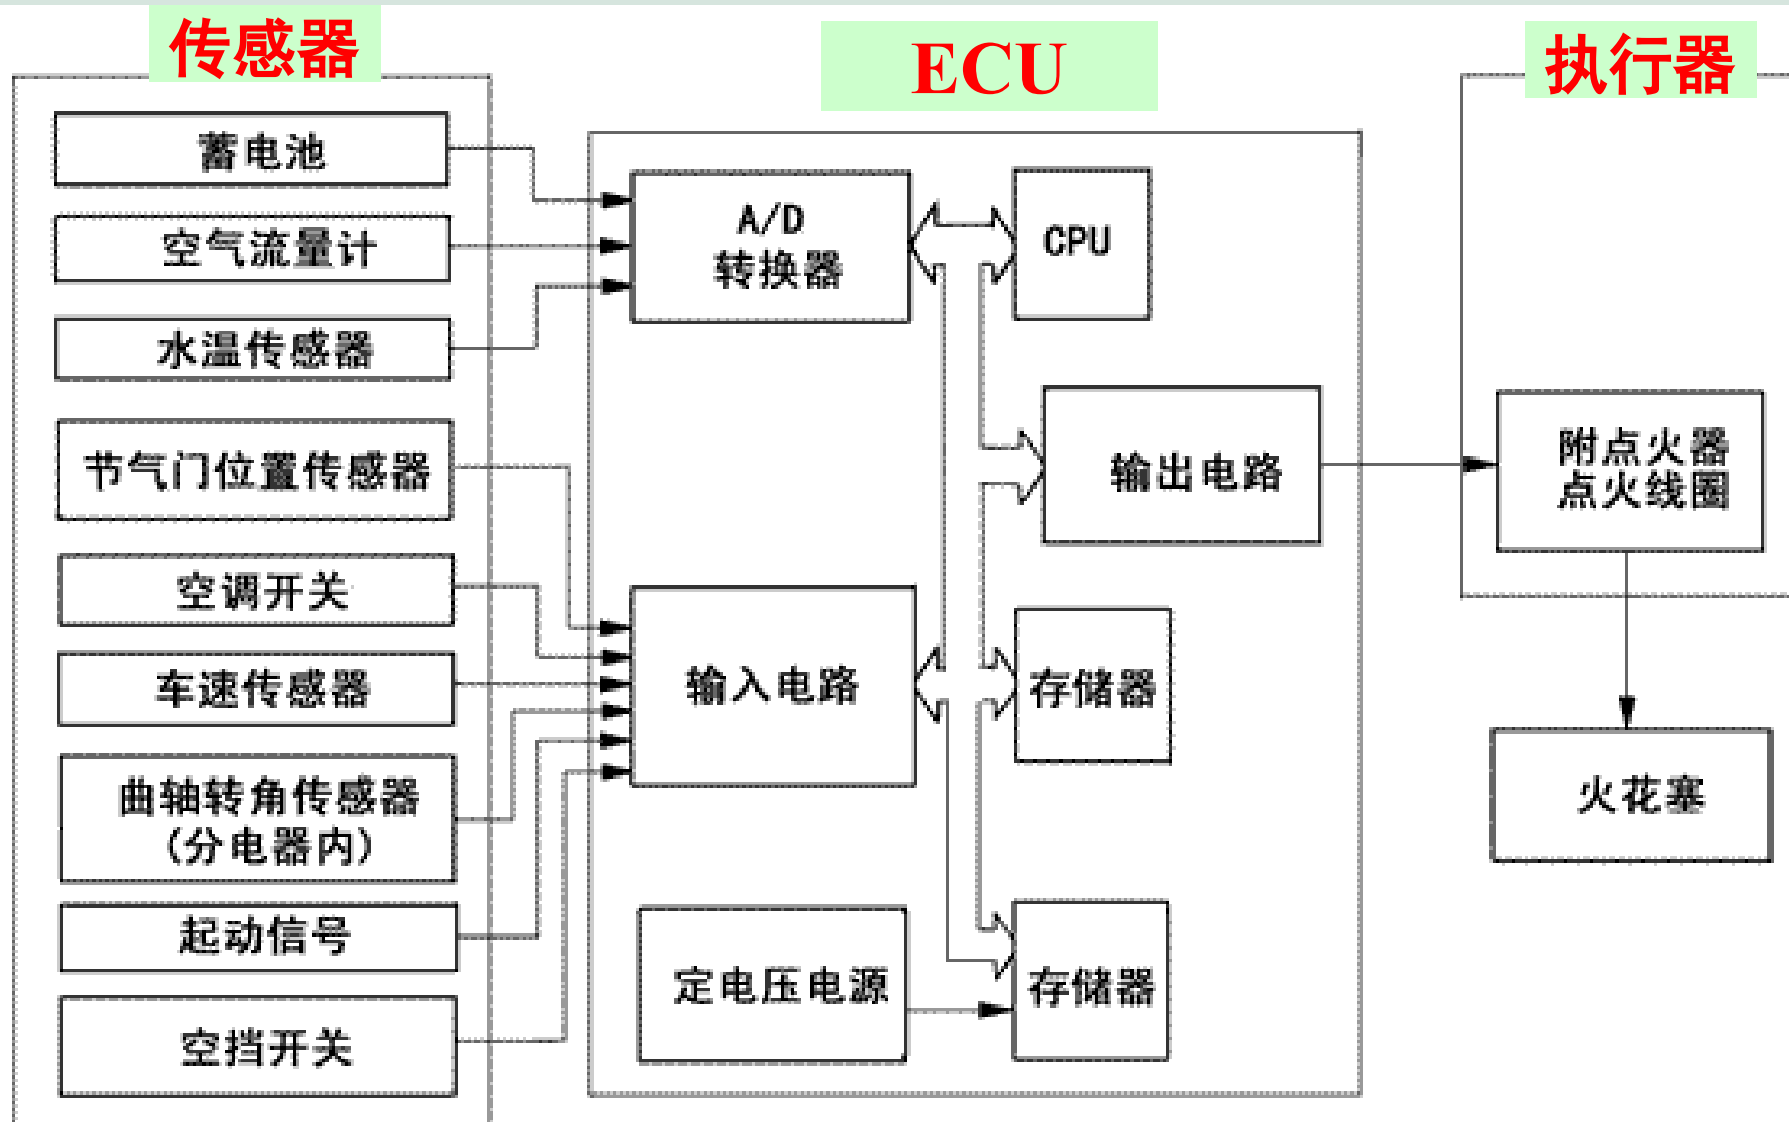 传感器
ECU
执行器
蓄电池
空气流量计
水温传感器
节气门位置传感器
空调开关
车速传感器
曲轴转角传感器
(分电器内)
起动信号
空挡开关
A/D
转换器
CPU
输出电路
输入电路
存储器
定电压电源
存储器
附点火器
点火线圈
火花塞